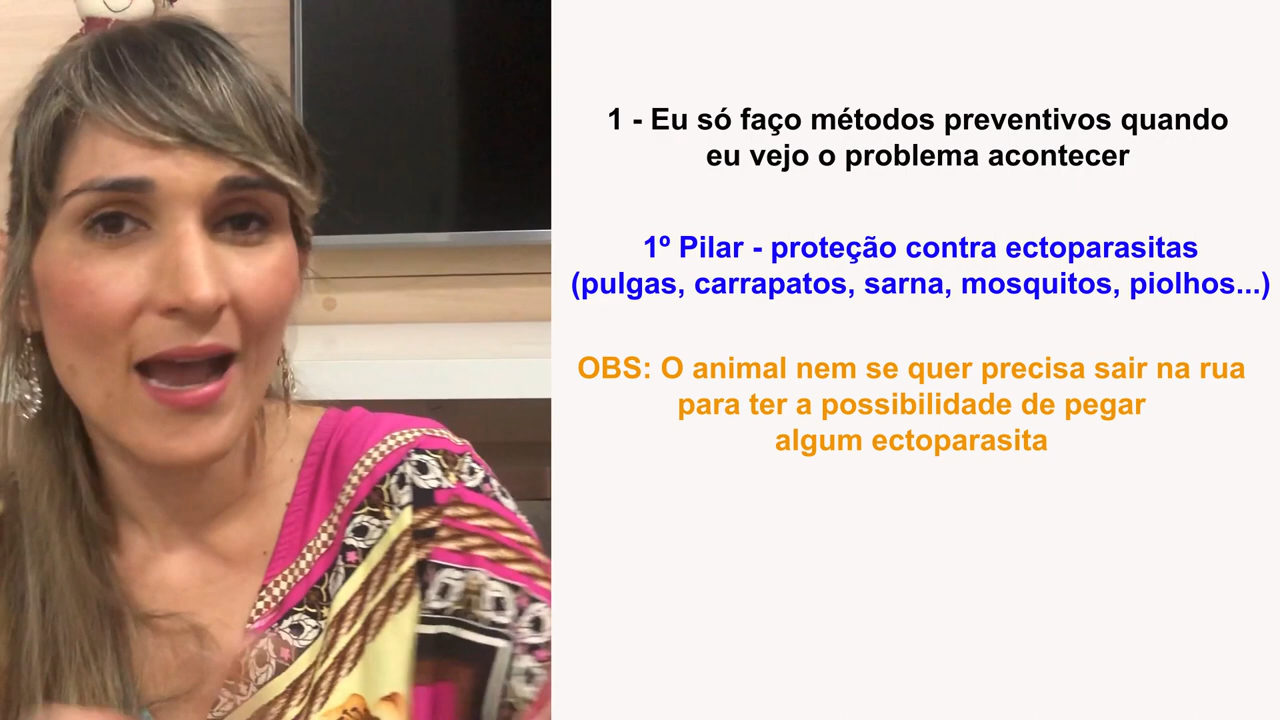 1 - Eu só faço métodos preventivos quando
eu vejo o problema acontecer
1º Pilar - proteção contra ectoparasitas
(pulgas, carrapatos, sarna, mosquitos, piolhos...)
OBS: O animal nem se quer precisa sair na rua
para ter a possibilidade de pegar
algum ectoparasita